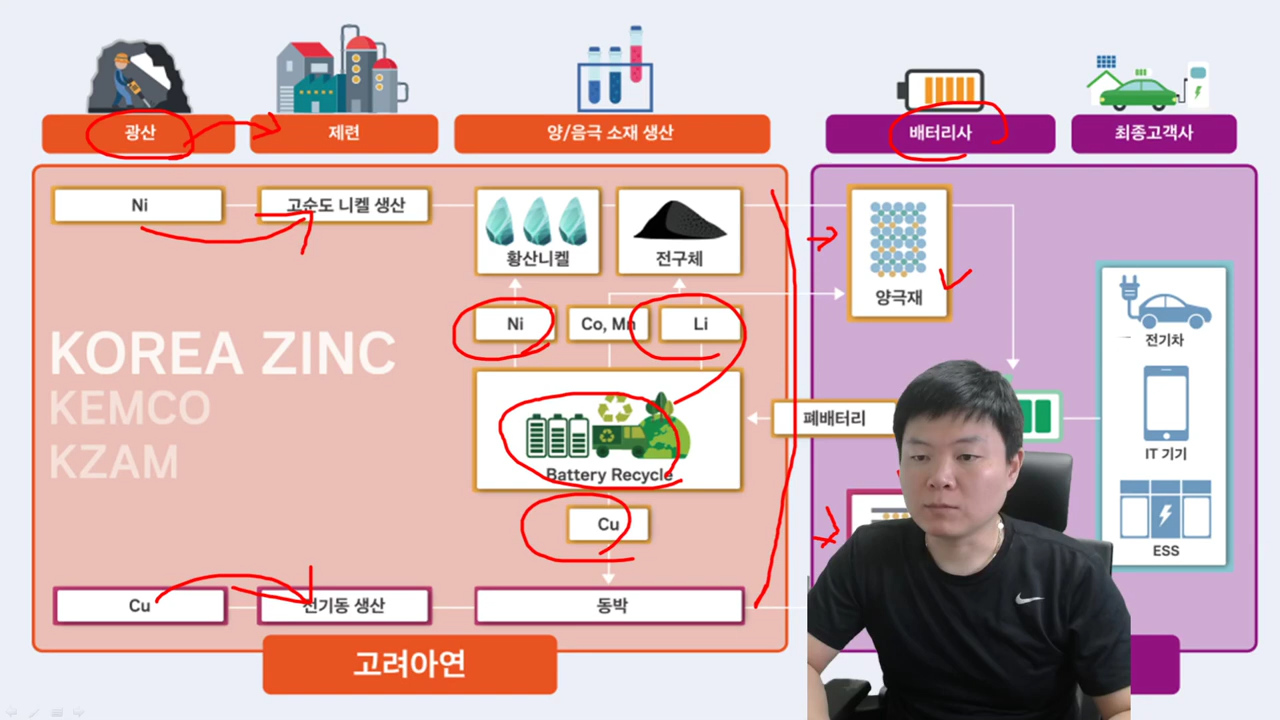 광산
제련
양/음극 소재 생산
배터리사
최종고객사
Ni
고순도 니켈 생산
황산니켈
전구체
양극재
Ni
Co, Mn
Li
KOREA ZINC
KEMCO
KZAM
Battery Recycle
폐배터리
전기차
IT 기기
ESS
Cu
Cu
전기동 생산
동박
고려아연